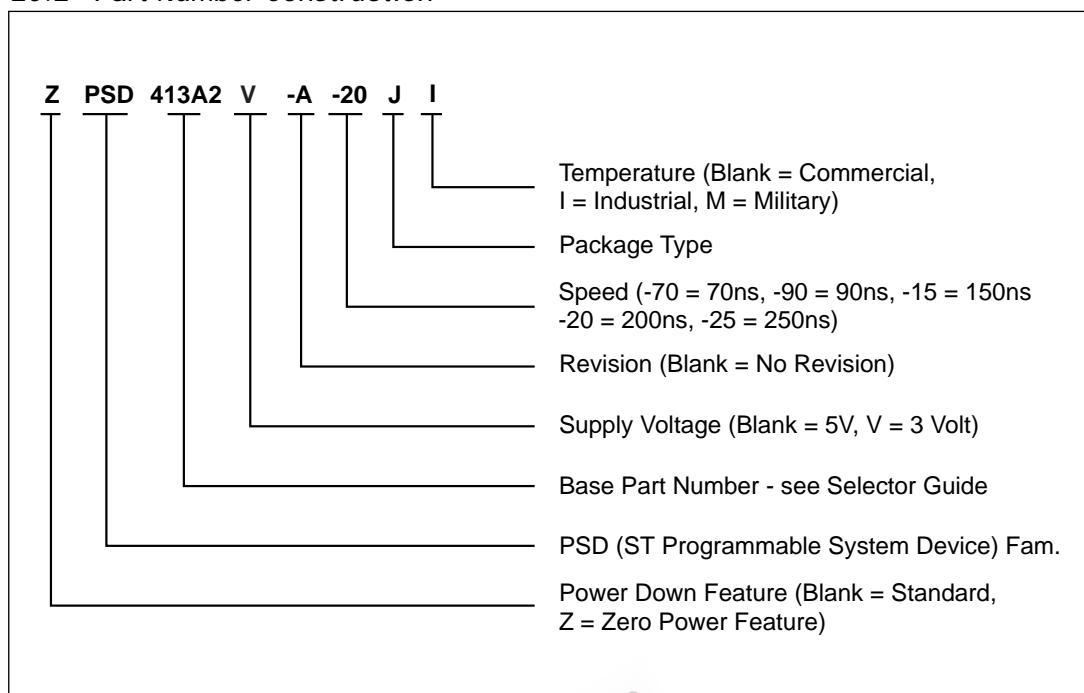 Z PSD 413A2 V -A -20 J I
Temperature (Blank = Commercial,
I = Industrial, M = Military)
Package Type
Speed (-70 = 70ns, -90 = 90ns, -15 = 150ns
-20 = 200ns, -25 = 250ns)
Revision (Blank = No Revision)
Supply Voltage (Blank = 5V, V = 3 Volt)
Base Part Number - see Selector Guide
PSD (ST Programmable System Device) Fam.
Power Down Feature (Blank = Standard,
Z = Zero Power Feature)